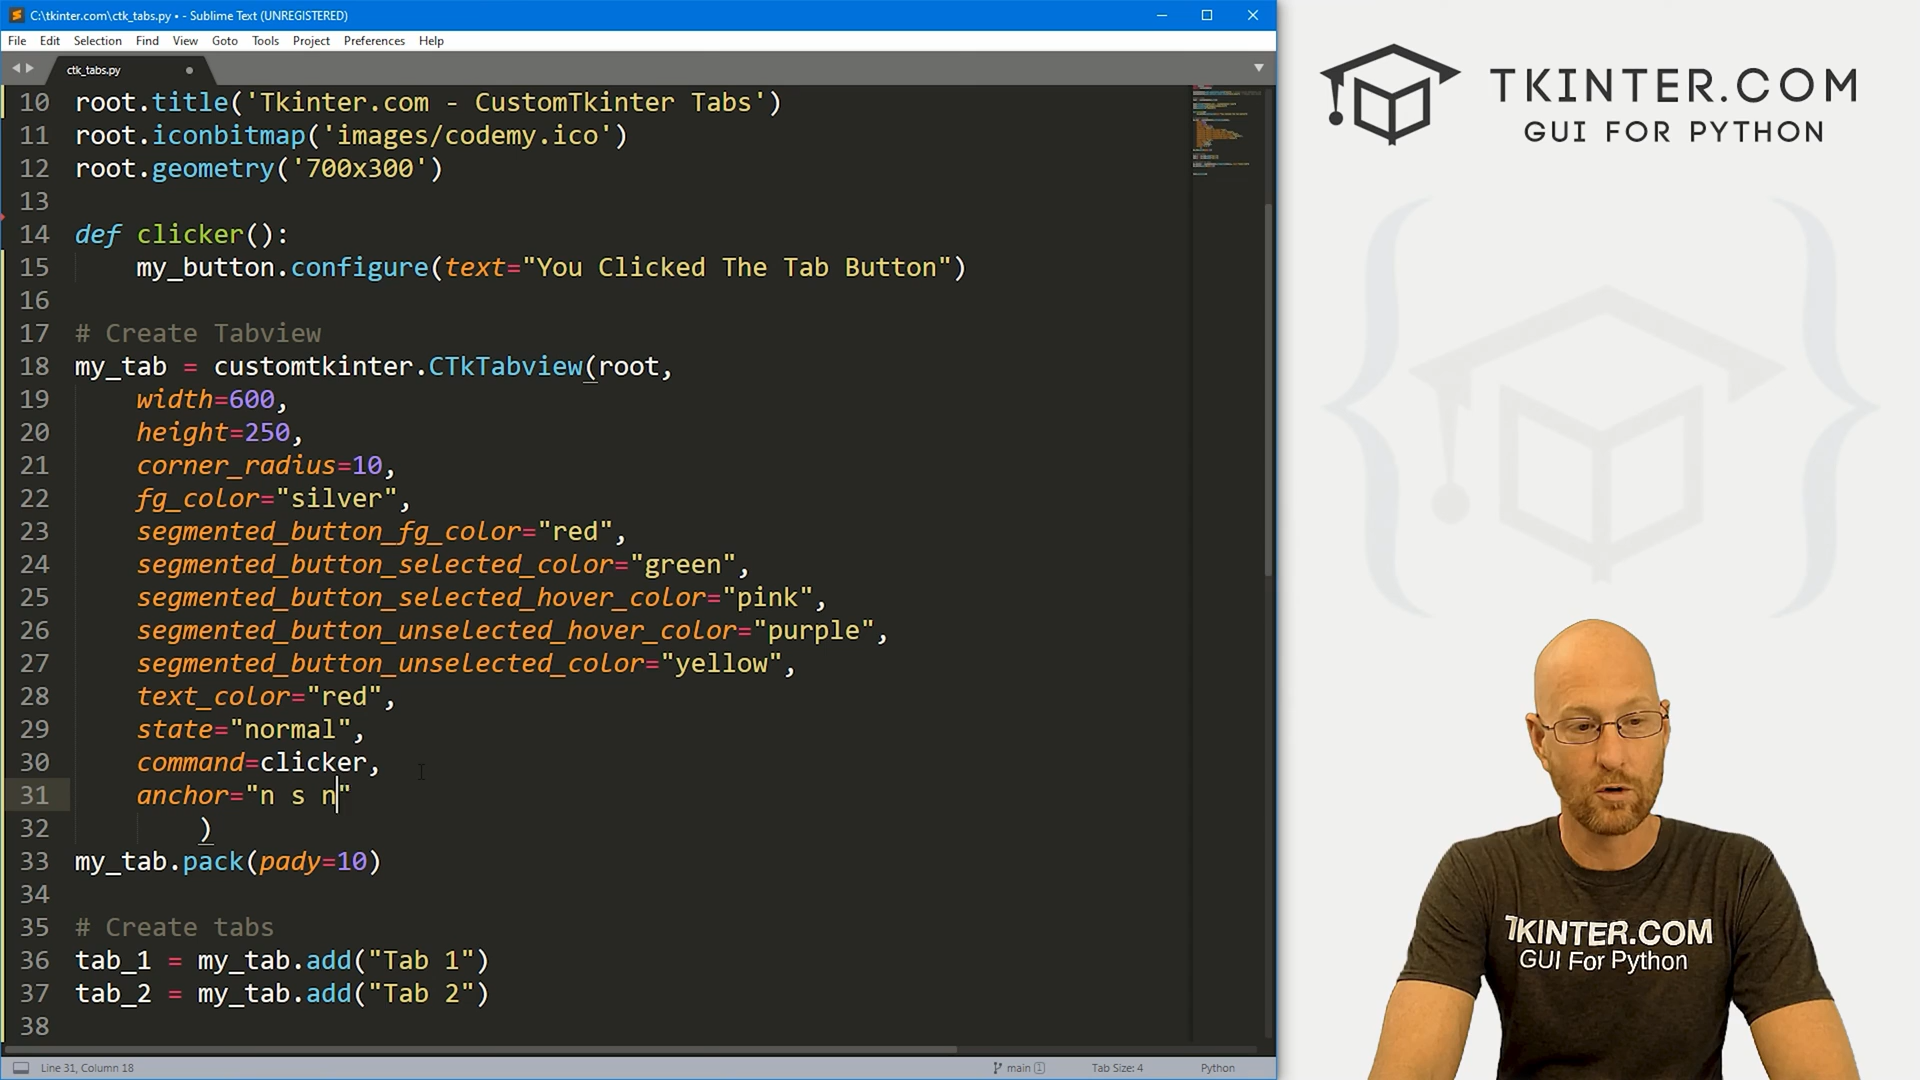 C:\tkinter.com\ctk_tabs.py • - Sublime Text (UNREGISTERED)
File Edit Selection Find View Goto Tools Project Preferences Help
ctk_tabs.py
10 root.title('Tkinter.com - CustomTkinter Tabs')
11 root.iconbitmap('images/codemy.ico')
12 root.geometry('700x300')
13
14 def clicker():
15 my_button.configure(text="You Clicked The Tab Button")
16
17 # Create Tabview
18 my_tab = customtkinter.CTkTabview(root,
19 width=600,
20 height=250,
21 corner_radius=10,
22 fg_color="silver",
23 segmented_button_fg_color="red",
24 segmented_button_selected_color="green",
25 segmented_button_selected_hover_color="pink",
26 segmented_button_unselected_hover_color="purple",
27 segmented_button_unselected_color="yellow",
28 text_color="red",
29 state="normal",
30 command=clicker,
31 anchor="n s n"
32 )
33 my_tab.pack(pady=10)
34
35 # Create tabs
36 tab_1 = my_tab.add("Tab 1")
37 tab_2 = my_tab.add("Tab 2")
38
Line 31, Column 18
main 1
Tab Size: 4
Python
TKINTER.COM
GUI FOR PYTHON
TKINTER.COM
GUI For Python